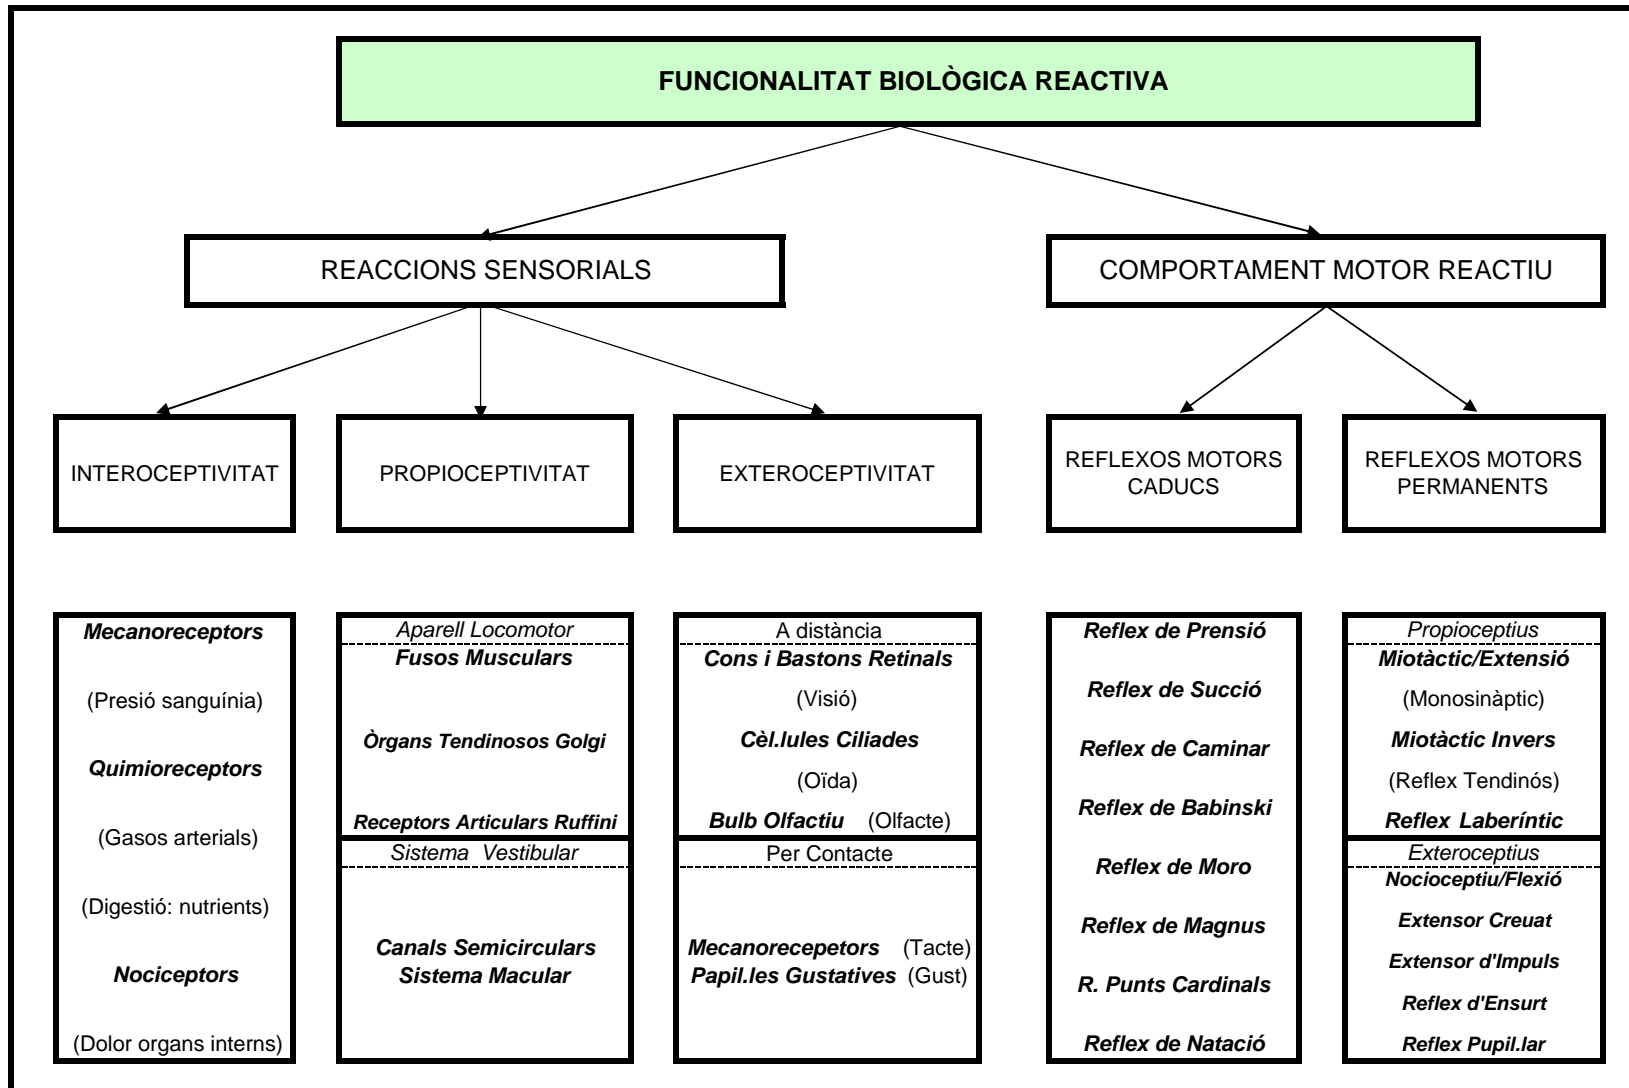 FUNCIONALITAT BIOLÒGICA REACTIVA
REACCIONS SENSORIALS
COMPORTAMENT MOTOR REACTIU
INTEROCEPTIVITAT
PROPIOCEPTIVITAT
EXTEROCEPTIVITAT
REFLEXOS MOTORS
CADUCS
REFLEXOS MOTORS
PERMANENTS
Mecanoreceptors
(Presió sanguínia)
Quimioreceptors
(Gasos arterials)
(Digestió: nutrients)
Nociceptors
(Dolor organs interns)
Aparell Locomotor
Fusos Musculars
Òrgans Tendinosos Golgi
Receptors Articulars Ruffini
Sistema Vestibular
Canals Semicirculars
Sistema Macular
A distància
Cons i Bastons Retinals
(Visió)
Cèl.lules Ciliades
(Oïda)
Bulb Olfactiu (Olfacte)
Per Contacte
Mecanorecepetors (Tacte)
Papil.les Gustatives (Gust)
Reflex de Prensió
Reflex de Succió
Reflex de Caminar
Reflex de Babinski
Reflex de Moro
Reflex de Magnus
R. Punts Cardinals
Reflex de Natació
Propioceptius
Miotàctic/Extensió
(Monosinàptic)
Miotàctic Invers
(Reflex Tendinós)
Reflex Laberíntic
Exteroceptius
Nocioceptiu/Flexió
Extensor Creuat
Extensor d'Impuls
Reflex d'Ensurt
Reflex Pupil.lar